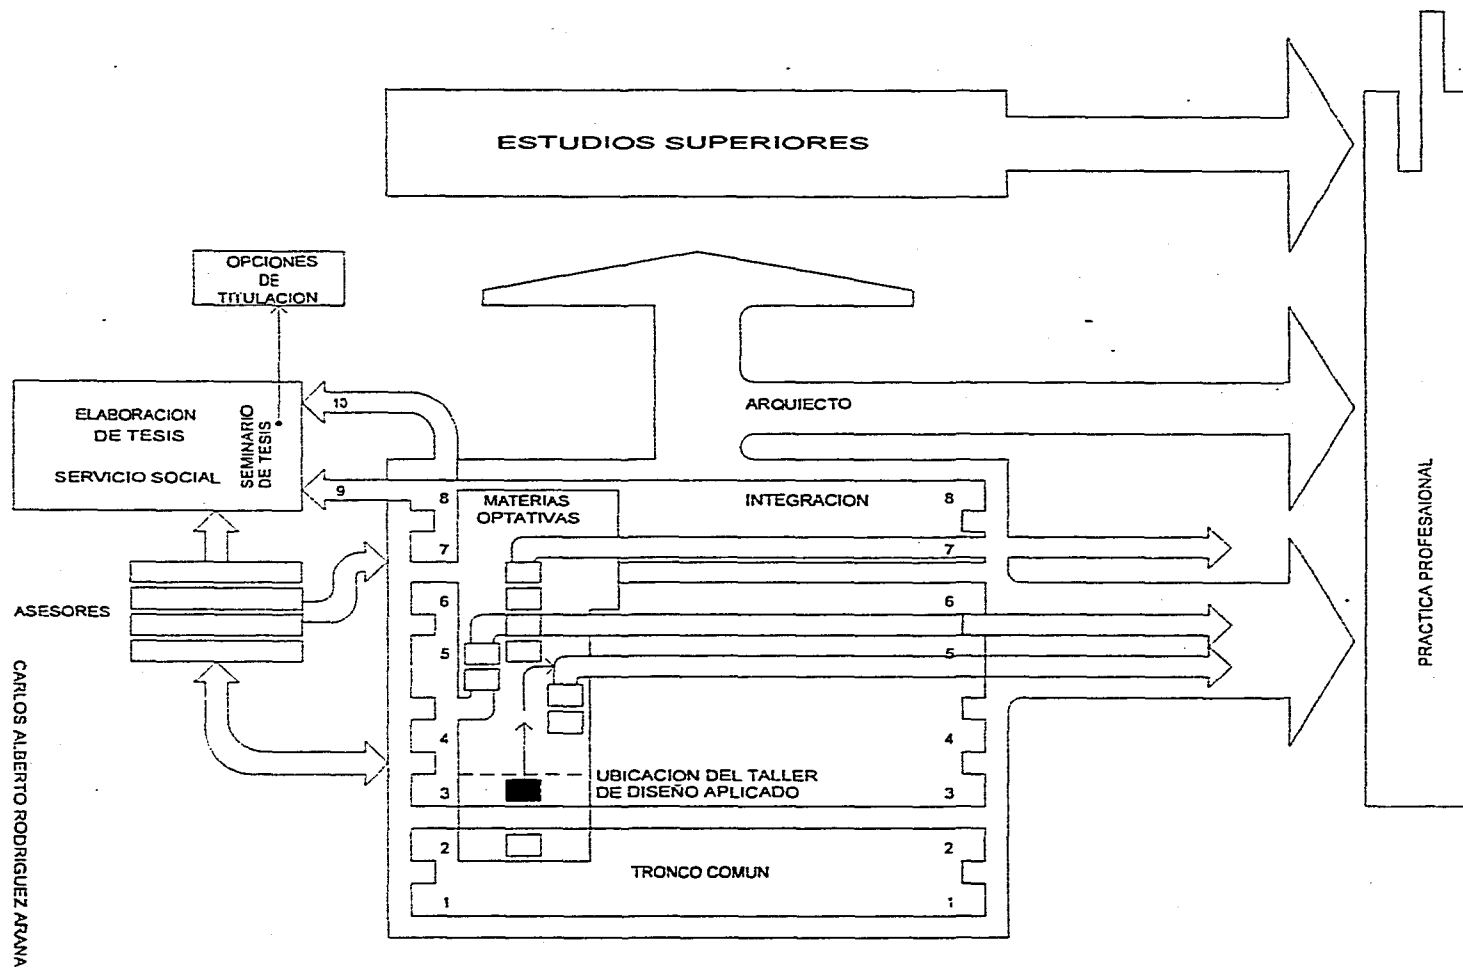 ESTUDIOS SUPERIORES
OPCIONES
DE
TITULACION
10
ELABORACION
DE TESIS
SERVICIO SOCIAL
SEMINARIO
DE TESIS
9
ARQUIECTO
8
MATERIAS
OPTATIVAS
INTEGRACION
8
7
7
ASESORES
6
6
5
5
4
4
UBICACION DEL TALLER
DE DISEÑO APLICADO
3
3
2
2
TRONCO COMUN
1
1
PRACTICA PROFESAIONAL
CARLOS ALBERTO RODRIGUEZ ARANA